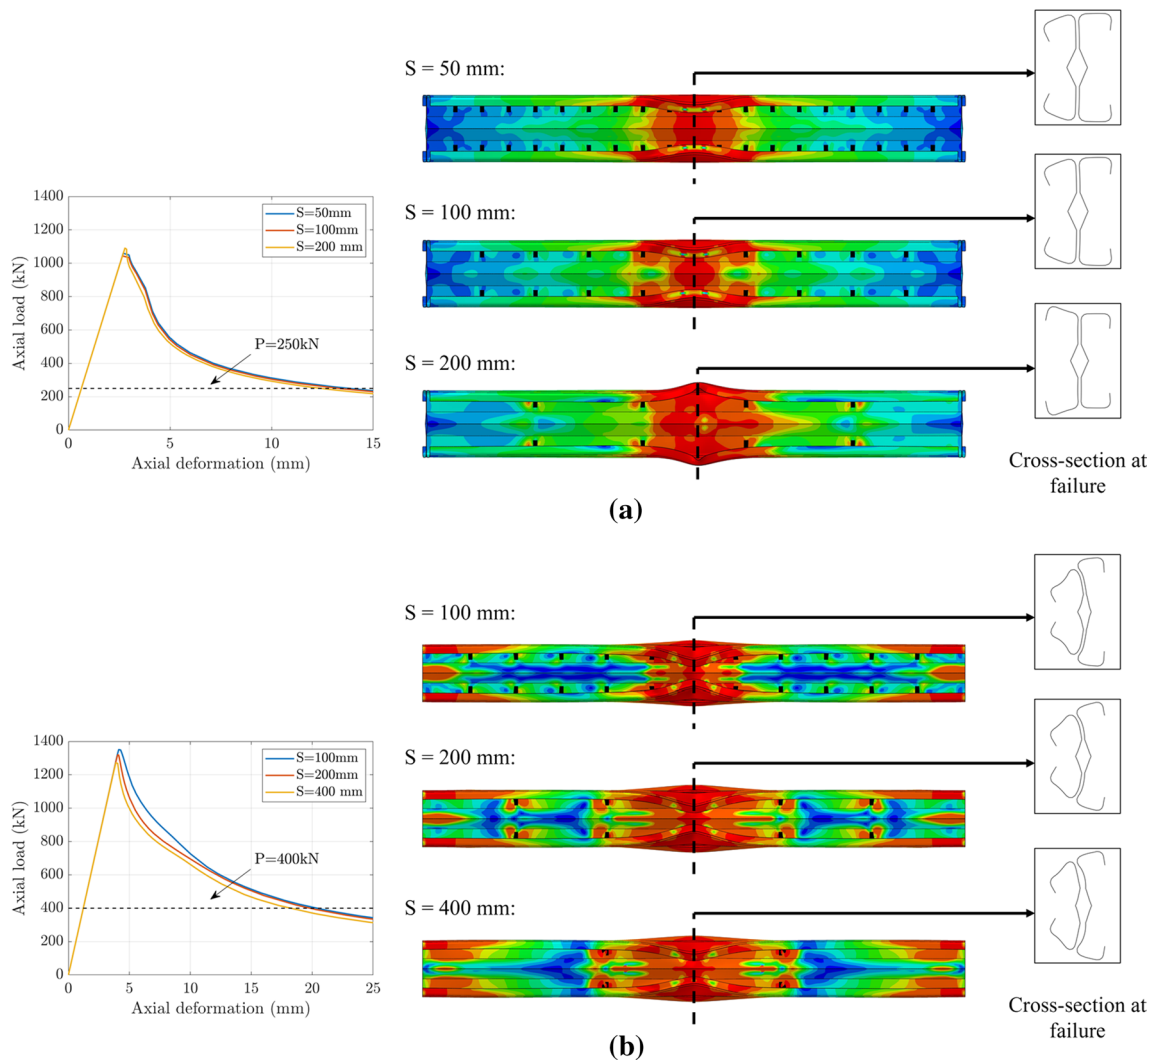 S = 50 mm:
S = 100 mm:
S = 200 mm:
1400
1200
1000
800
600
400
200
0
Axial load (kN)
S=50mm
S=100mm
S=200 mm
P=250kN
0
5
10
15
Axial deformation (mm)
Cross-section at
failure
(a)
S = 100 mm:
S = 200 mm:
S = 400 mm:
1400
1200
1000
800
600
400
200
0
Axial load (kN)
S=100mm
S=200mm
S=400 mm
P=400kN
0
5
10
15
20
25
Axial deformation (mm)
Cross-section at
failure
(b)